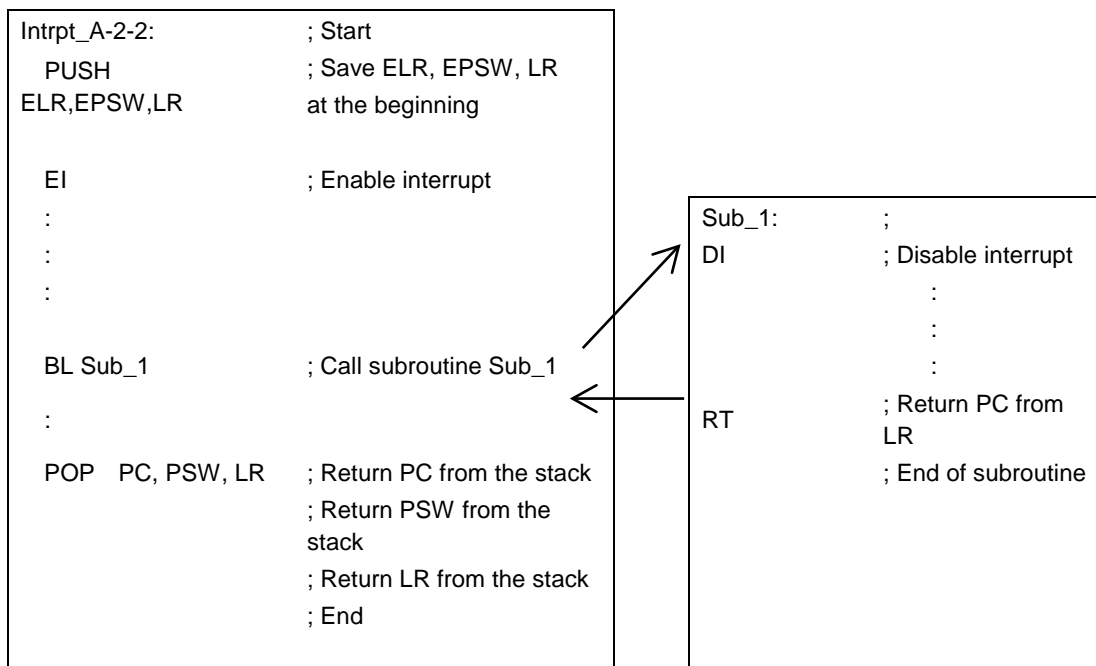 Intrpt_A-2-2: ; Start
PUSH ; Save ELR, EPSW, LR
ELR,EPSW,LR at the beginning
EI ; Enable interrupt
:
:
:
BL Sub_1 ; Call subroutine Sub_1
:
POP PC, PSW, LR ; Return PC from the stack
; Return PSW from the
stack
; Return LR from the stack
; End
Sub_1: ;
DI ; Disable interrupt
:
:
:
RT ; Return PC from
LR
; End of subroutine